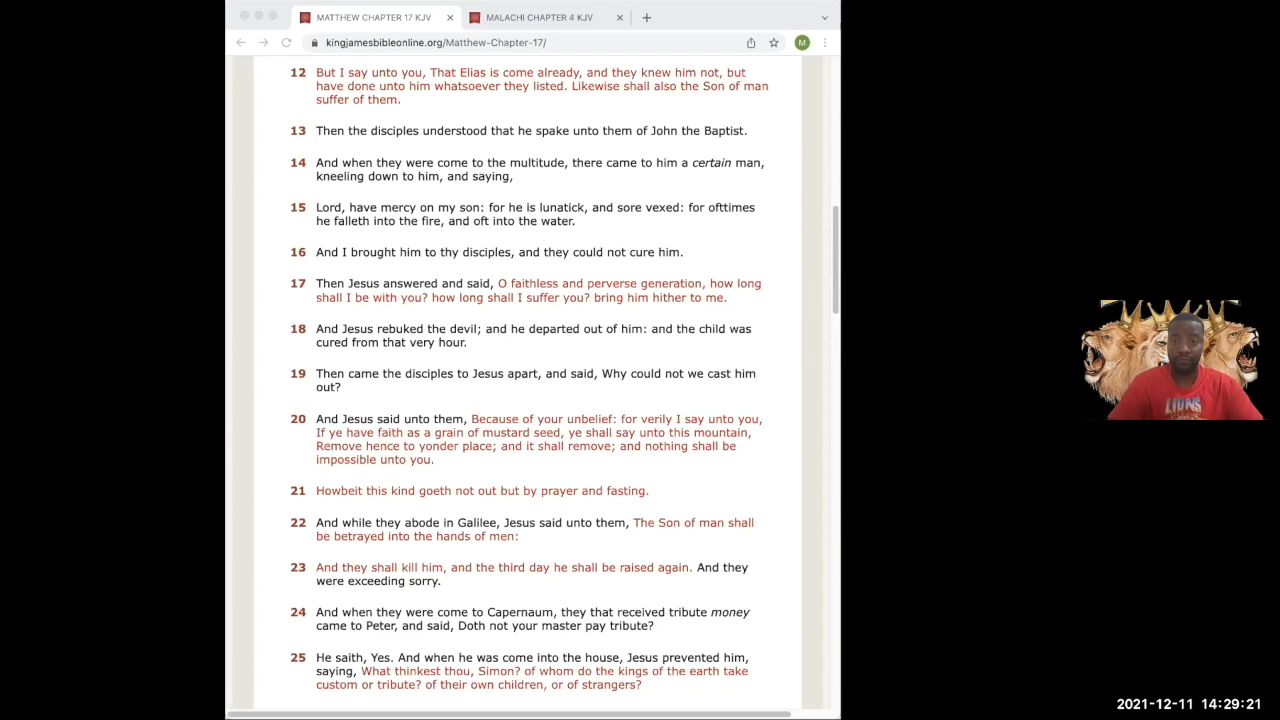 MATTHEW CHAPTER 17 KJV
MALACHI CHAPTER 4 KJV
kingjamesbibleonline.org/Matthew-Chapter-17/
M
12 But I say unto you, That Elias is come already, and they knew him not, but
have done unto him whatsoever they listed. Likewise shall also the Son of man
suffer of them.
13 Then the disciples understood that he spake unto them of John the Baptist.
14 And when they were come to the multitude, there came to him a certain man,
kneeling down to him, and saying,
15 Lord, have mercy on my son: for he is lunatick, and sore vexed: for ofttimes
he falleth into the fire, and oft into the water.
16 And I brought him to thy disciples, and they could not cure him.
17 Then Jesus answered and said, O faithless and perverse generation, how long
shall I be with you? how long shall I suffer you? bring him hither to me.
18 And Jesus rebuked the devil; and he departed out of him: and the child was
cured from that very hour.
19 Then came the disciples to Jesus apart, and said, Why could not we cast him
out?
20 And Jesus said unto them, Because of your unbelief: for verily I say unto you,
If ye have faith as a grain of mustard seed, ye shall say unto this mountain,
Remove hence to yonder place; and it shall remove; and nothing shall be
impossible unto you.
21 Howbeit this kind goeth not out but by prayer and fasting.
22 And while they abode in Galilee, Jesus said unto them, The Son of man shall
be betrayed into the hands of men:
23 And they shall kill him, and the third day he shall be raised again. And they
were exceeding sorry.
24 And when they were come to Capernaum, they that received tribute money
came to Peter, and said, Doth not your master pay tribute?
25 He saith, Yes. And when he was come into the house, Jesus prevented him,
saying, What thinkest thou, Simon? of whom do the kings of the earth take
custom or tribute? of their own children, or of strangers?
LIONS
2021-12-11 14:29:21